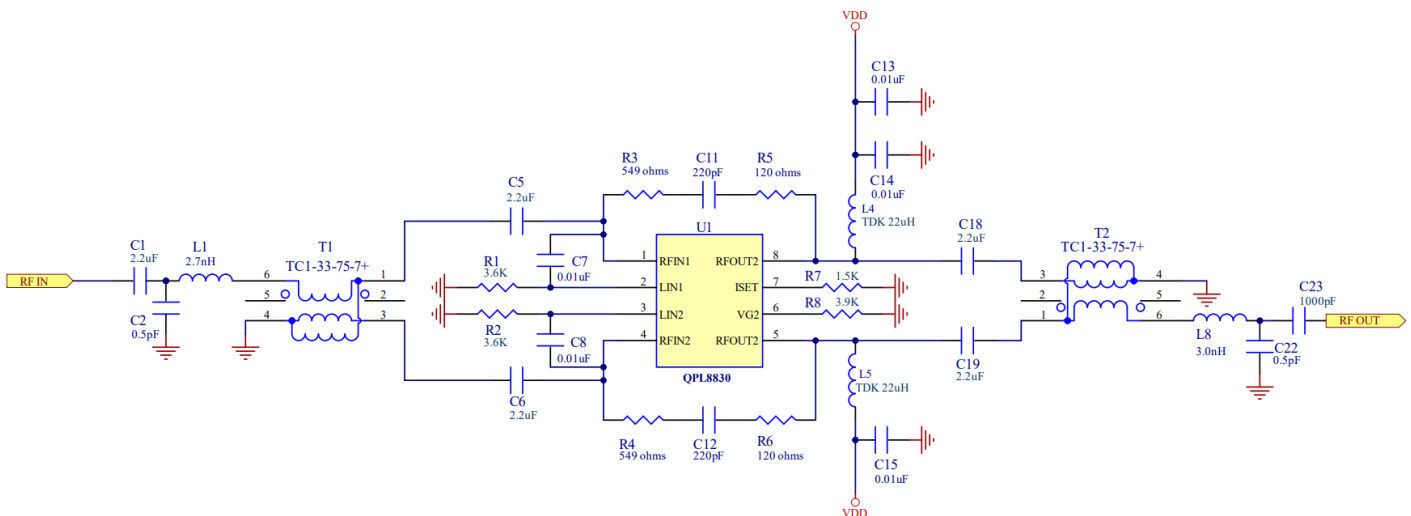 VDD
C13
0.01uF
C14
0.01uF
L4
TDK 22uH
R3
549 ohms
C11
220pF
R5
120 ohms
C5
2.2uF
U1
C18
2.2uF
T2
TC1-33-75-7+
C1
2.2uF
L1
2.7nH
T1
TC1-33-75-7+
RF IN
6
5
4
1
2
3
C2
0.5pF
R1
3.6K
C7
0.01uF
1
2
3
4
RFIN1
LIN1
LIN2
RFIN2
RFOUT2
ISET
VG2
RFOUT2
8
7
6
5
R7
1.5K
R8
3.9K
3
2
1
4
5
6
C23
1000pF
RF OUT
R2
3.6K
C8
0.01uF
QPL8830
L8
3.0nH
C22
0.5pF
C6
2.2uF
L5
TDK 22uH
C19
2.2uF
R4
549 ohms
C12
220pF
R6
120 ohms
C15
0.01uF
VDD